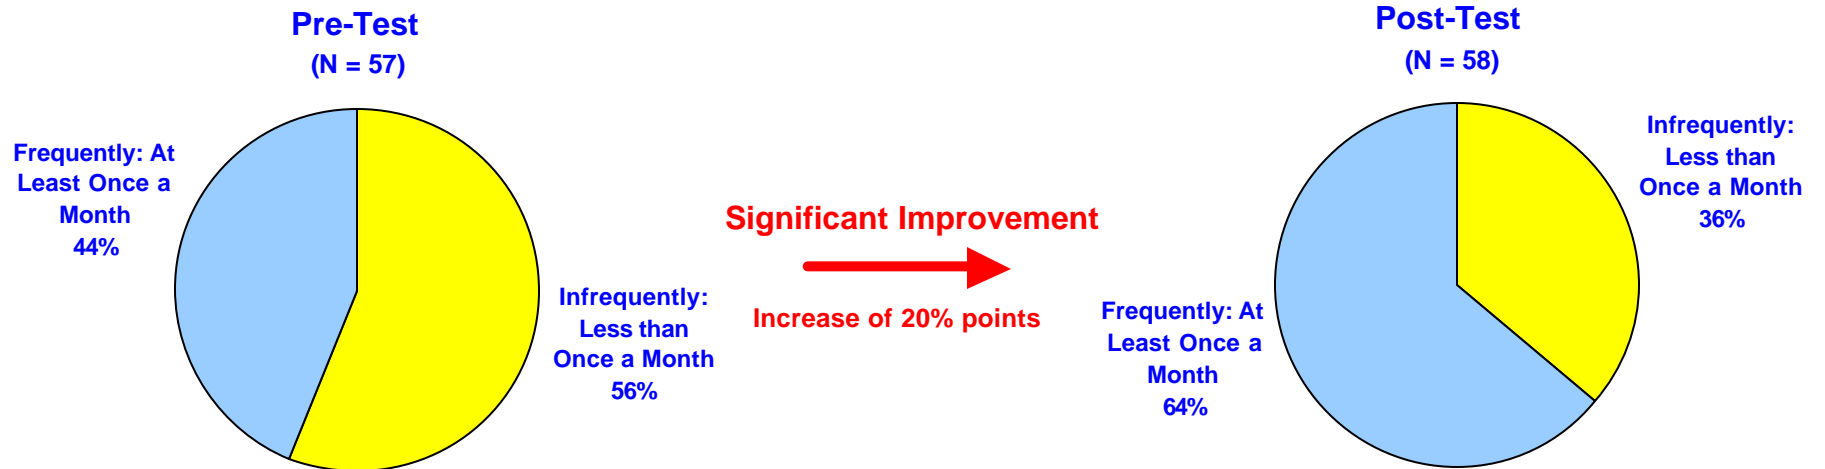 Pre-Test
(N = 57)
Frequently: At
Least Once a
Month
44%
Infrequently:
Less than
Once a Month
56%
Significant Improvement
Increase of 20% points
Post-Test
(N = 58)
Infrequently:
Less than
Once a Month
36%
Frequently: At
Least Once a
Month
64%